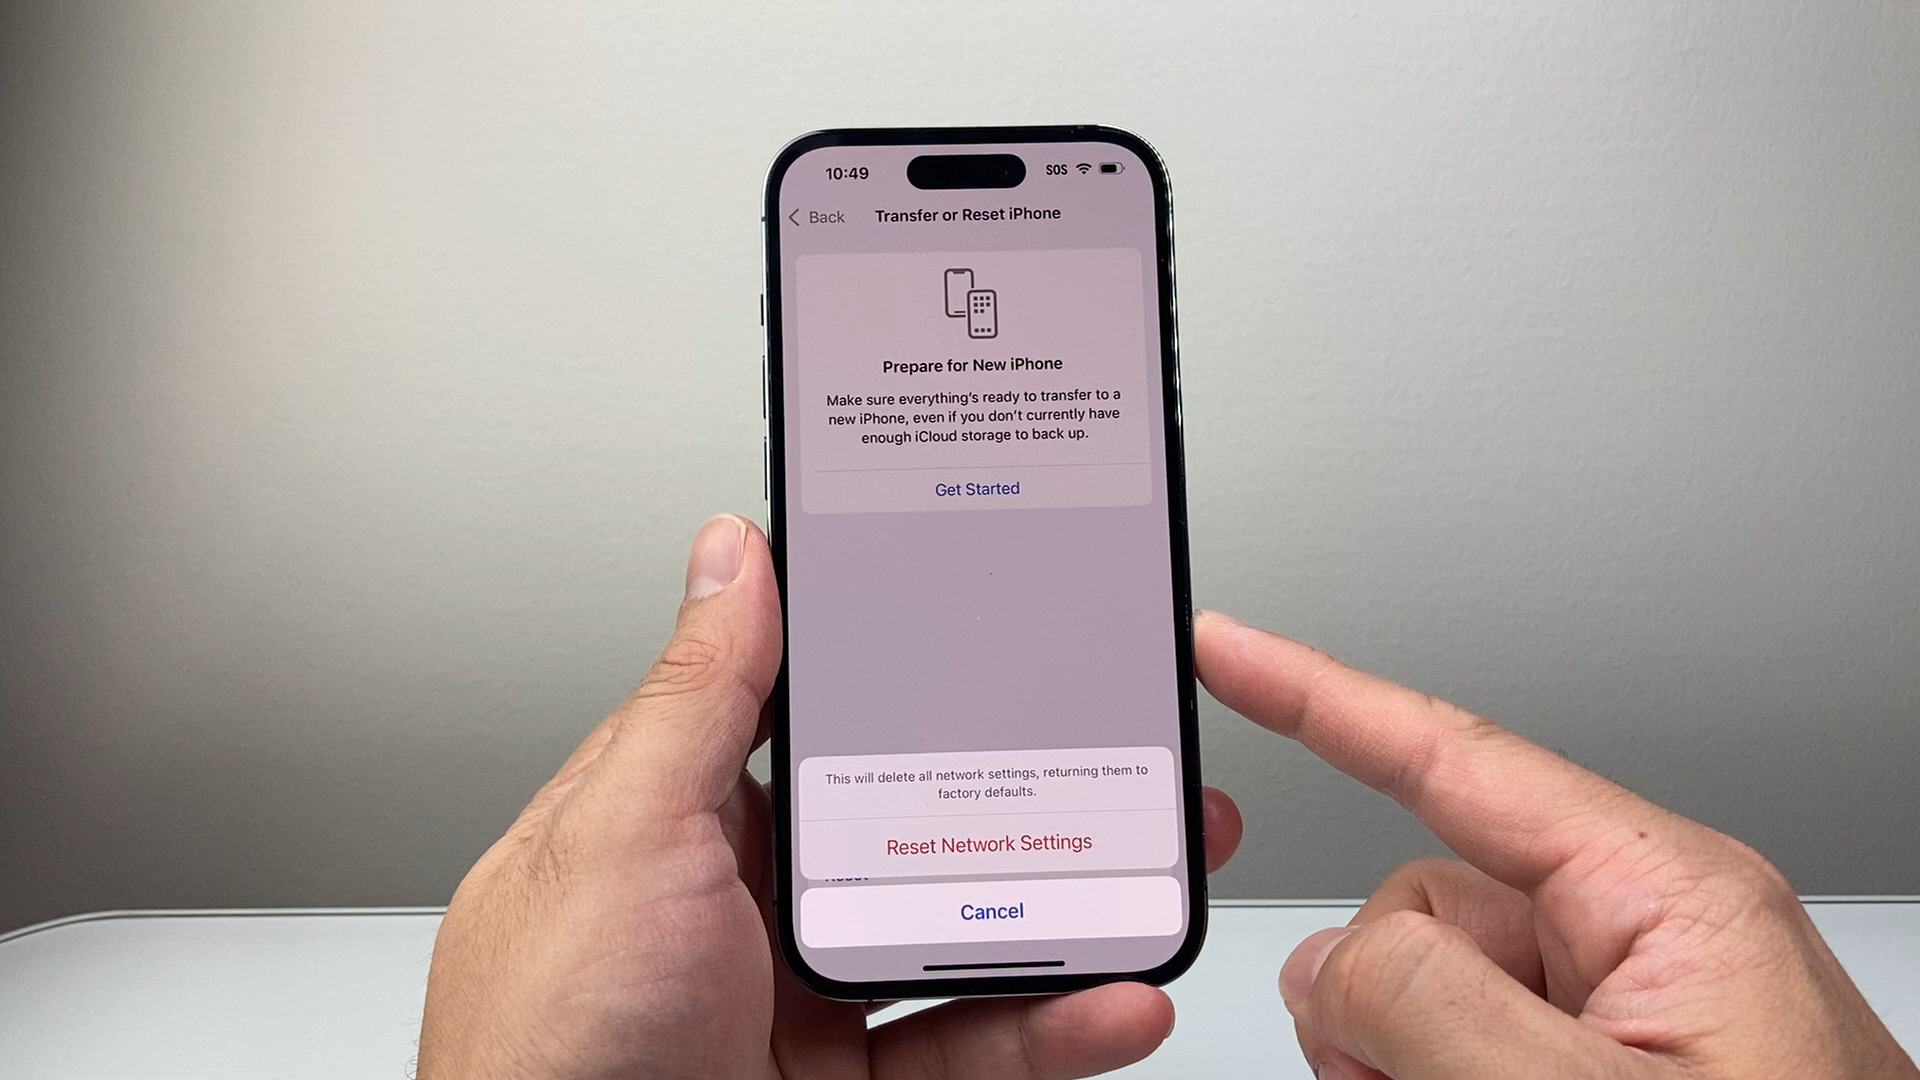 10:49
SOS
Back
Transfer or Reset iPhone
Prepare for New iPhone
Make sure everything's ready to transfer to a
new iPhone, even if you don't currently have
enough iCloud storage to back up.
Get Started
This will delete all network settings, returning them to
factory defaults.
Reset Network Settings
Cancel